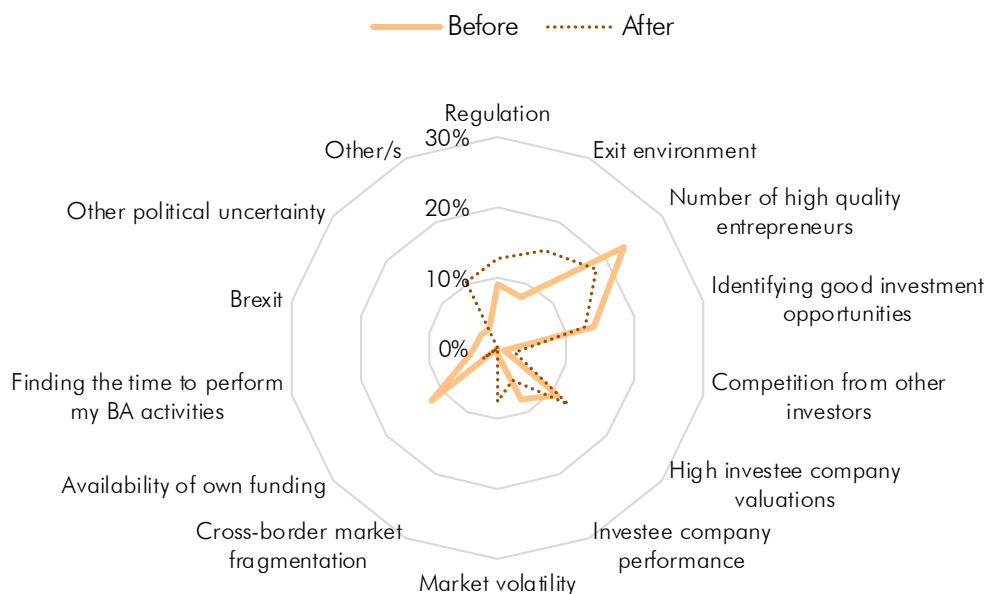 Before
After
Regulation
30%
Other/s
Exit environment
Number of high quality
entrepreneurs
Other political uncertainty
20%
Identifying good investment
opportunities
Brexit
10%
0%
Finding the time to perform
my BA activities
Competition from other
investors
High investee company
valuations
Availability of own funding
Cross-border market
fragmentation
Investee company
performance
Market volatility